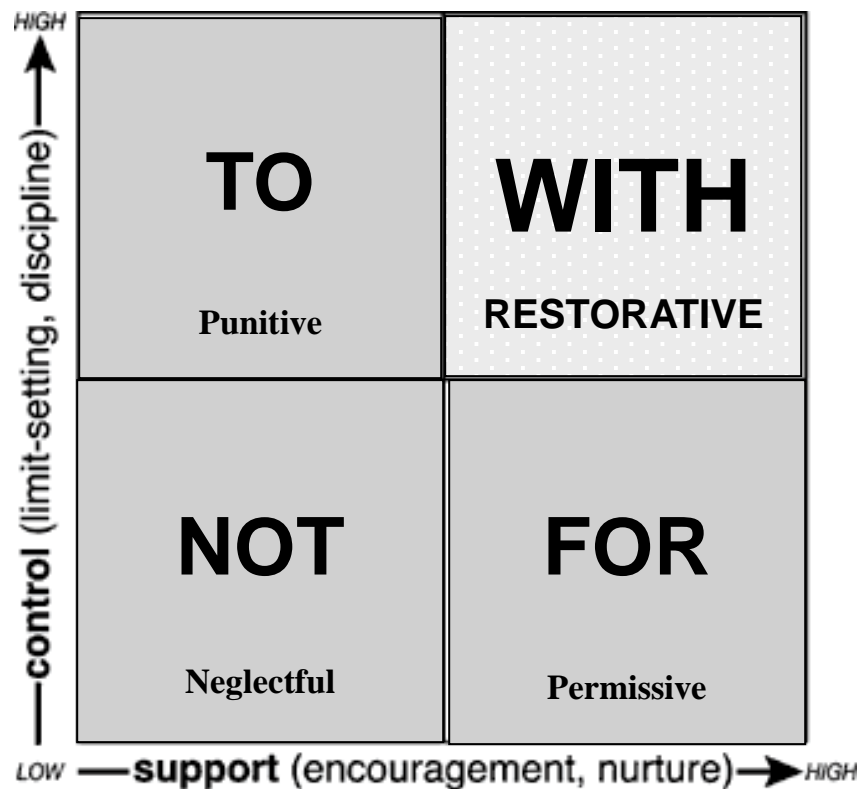 HIGH
control (limit-setting, discipline)
TO
Punitive
WITH
RESTORATIVE
NOT
Neglectful
FOR
Permissive
LOW
support (encouragement, nurture)
HIGH